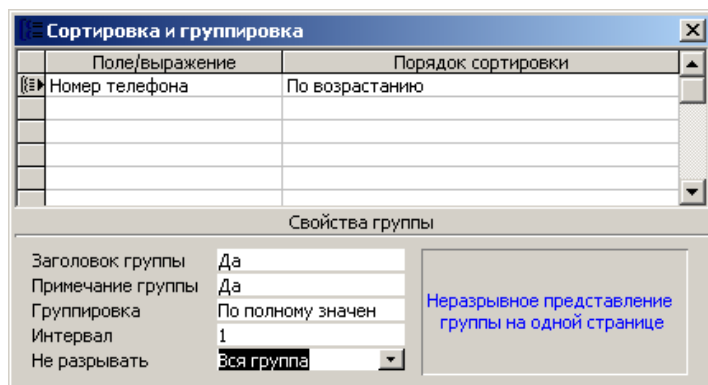 Сортировка и группировка
Поле/выражение Порядок сортировки
Номер телефона По возрастанию
Свойства группы
Заголовок группы Да
Примечание группы Да
Группировка По полному значен
Интервал 1
Не разрывать Вся группа
Неразрывное представление
группы на одной странице